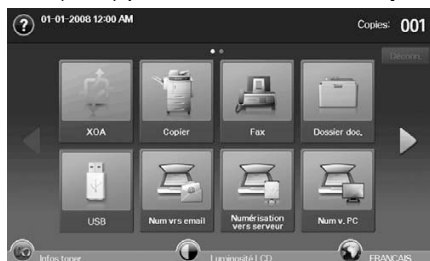 01-01-2008 12:00 AM
Copies: 001
Déconn.
XOA
Copier
Fax
Dossier doc.
USB
Num vrs email
Numérisation
vers serveur
Num v. PC
Infos toner
Luminosité LCD
FRANÇAIS